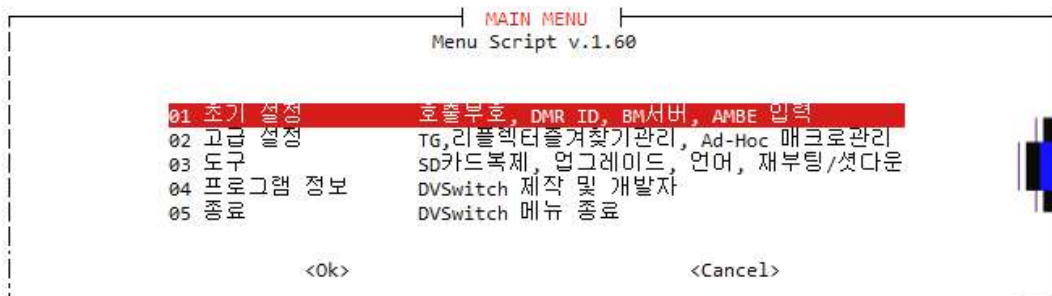 MAIN MENU
Menu Script v.1.60
01 초기 설정 호출부호, DMR ID, BM서버, AMBE 입력
02 고급 설정 TG,리플렉터즐겨찾기관리, Ad-Hoc 매크로관리
03 도구 SD카드복제, 업그레이드, 언어, 재부팅/셧다운
04 프로그램 정보 DVSwitch 제작 및 개발자
05 종료 DVSwitch 메뉴 종료
<Ok> <Cancel>